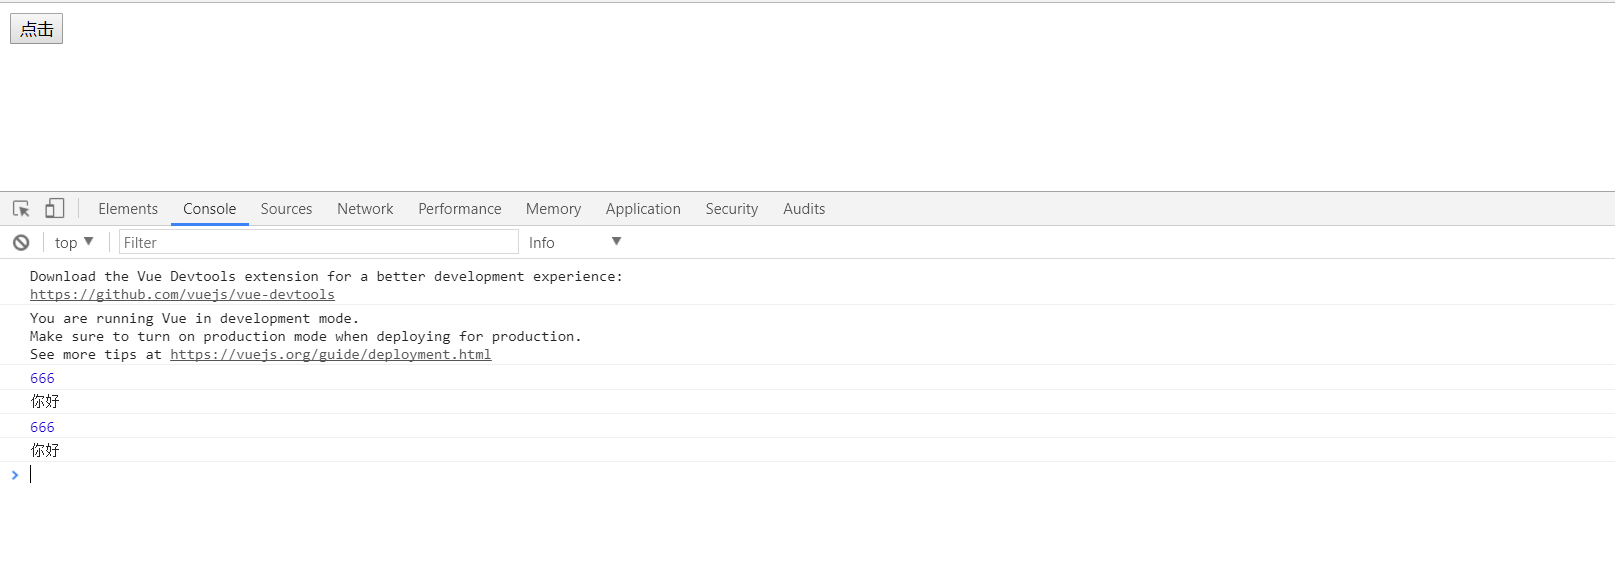 点击
Elements Console Sources Network Performance Memory Application Security Audits
top Filter Info
Download the Vue Devtools extension for a better development experience:
https://github.com/vuejs/vue-devtools
You are running Vue in development mode.
Make sure to turn on production mode when deploying for production.
See more tips at https://vuejs.org/guide/deployment.html
666
你好
666
你好